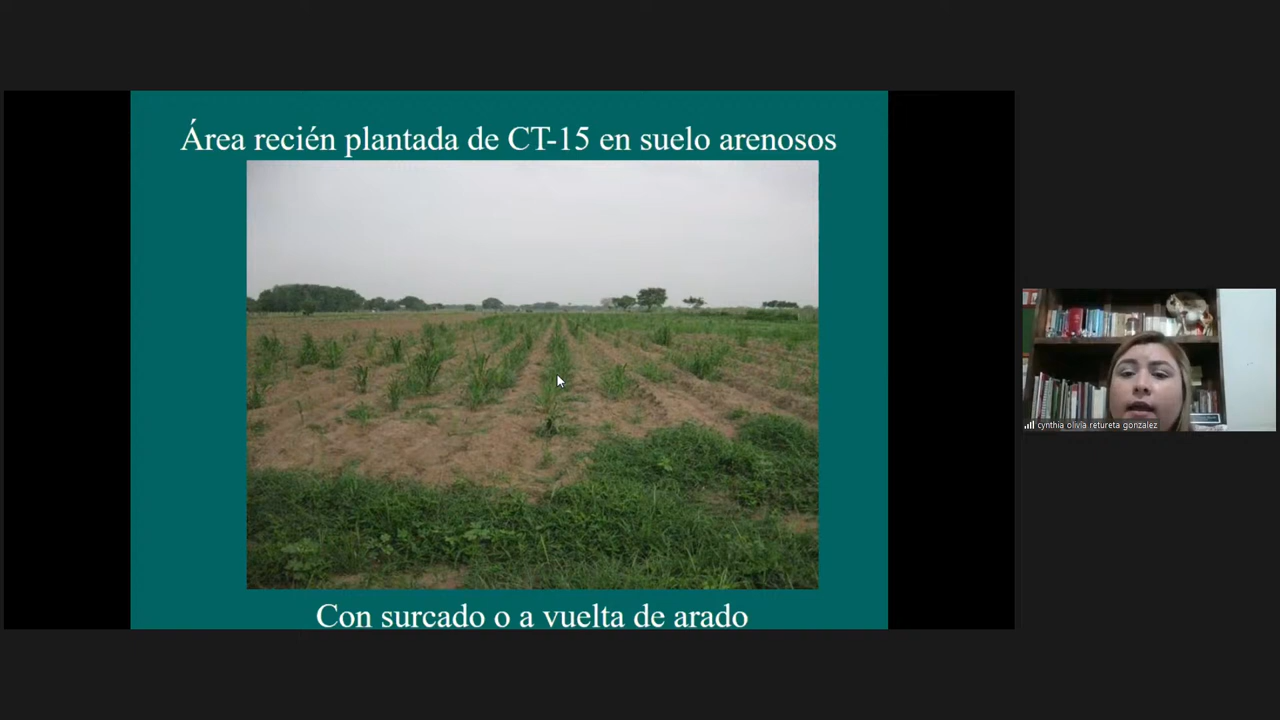 Área recién plantada de CT-15 en suelo arenosos
Con surcado o a vuelta de arado
cynthia olivia retureta gonzalez